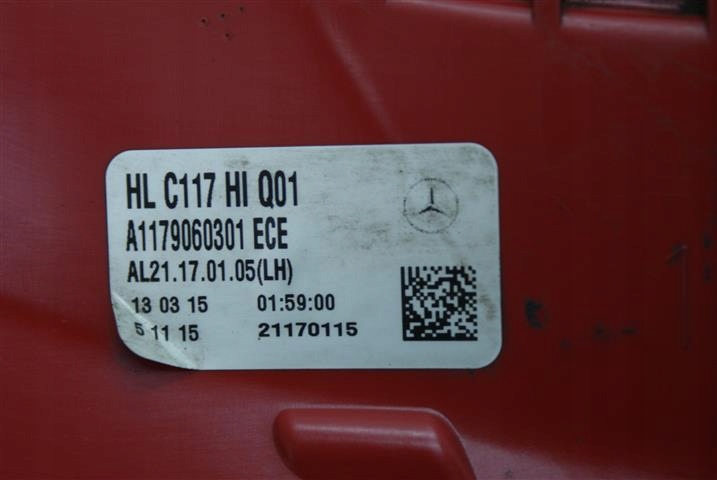 HL C117 HI Q01
A1179060301 ECE
AL21.17.01.05(LH)
13 03 15 01:59:00
5 11 15 21170115